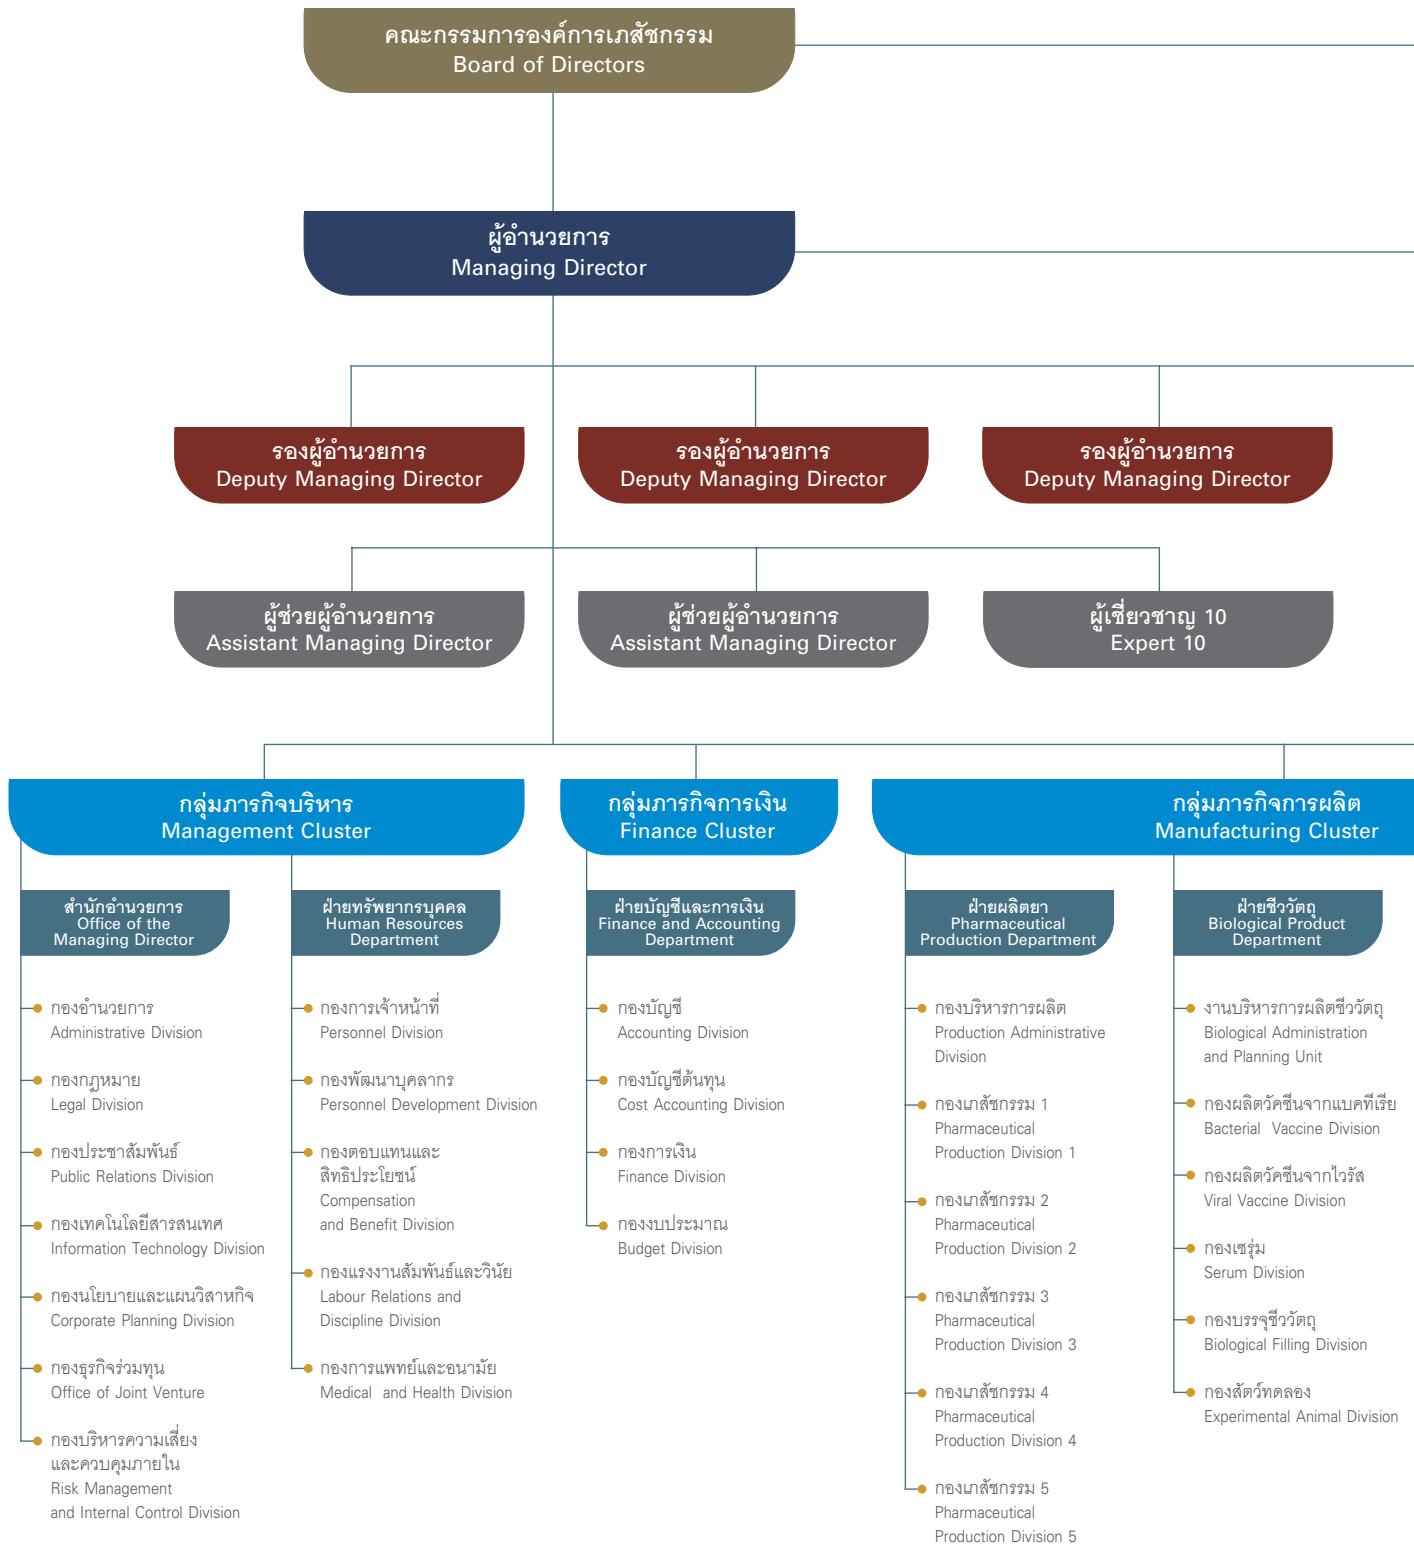 คณะกรรมการองค์การเภสัชกรรม
Board of Directors
ผู้อำนวยการ
Managing Director
รองผู้อำนวยการ
Deputy Managing Director
รองผู้อำนวยการ
Deputy Managing Director
รองผู้อำนวยการ
Deputy Managing Director
ผู้ช่วยผู้อำนวยการ
Assistant Managing Director
ผู้ช่วยผู้อำนวยการ
Assistant Managing Director
ผู้เชี่ยวชาญ 10
Expert 10
กลุ่มภารกิจบริหาร
Management Cluster
กลุ่มภารกิจการเงิน
Finance Cluster
กลุ่มภารกิจการผลิต
Manufacturing Cluster
สำนักอำนวยการ
Office of the
Managing Director
กองอำนวยการ
Administrative Division
กองกฎหมาย
Legal Division
กองประชาสัมพันธ์
Public Relations Division
กองเทคโนโลยีสารสนเทศ
Information Technology Division
กองนโยบายและแผนวิสาหกิจ
Corporate Planning Division
กองธุรกิจร่วมทุน
Office of Joint Venture
กองบริหารความเสี่ยง
และควบคุมภายใน
Risk Management
and Internal Control Division
ฝ่ายทรัพยากรบุคคล
Human Resources
Department
กองการเจ้าหน้าที่
Personnel Division
กองพัฒนาบุคลากร
Personnel Development Division
กองตอบแทนและ
สิทธิประโยชน์
Compensation
and Benefit Division
กองแรงงานสัมพันธ์และวินัย
Labour Relations and
Discipline Division
กองการแพทย์และอนามัย
Medical and Health Division
ฝ่ายบัญชีและการเงิน
Finance and Accounting
Department
กองบัญชี
Accounting Division
กองบัญชีต้นทุน
Cost Accounting Division
กองการเงิน
Finance Division
กองงบประมาณ
Budget Division
ฝ่ายผลิตยา
Pharmaceutical
Production Department
กองบริหารการผลิต
Production Administrative
Division
กองเภสัชกรรม 1
Pharmaceutical
Production Division 1
กองเภสัชกรรม 2
Pharmaceutical
Production Division 2
กองเภสัชกรรม 3
Pharmaceutical
Production Division 3
กองเภสัชกรรม 4
Pharmaceutical
Production Division 4
กองเภสัชกรรม 5
Pharmaceutical
Production Division 5
ฝ่ายชีววัตถุ
Biological Product
Department
งานบริหารการผลิตชีววัตถุ
Biological Administration
and Planning Unit
กองผลิตวัคซีนจากแบคทีเรีย
Bacterial Vaccine Division
กองผลิตวัคซีนจากไวรัส
Viral Vaccine Division
กองเซรุ่ม
Serum Division
กองบรรจุชีววัตถุ
Biological Filling Division
กองสัตว์ทดลอง
Experimental Animal Division